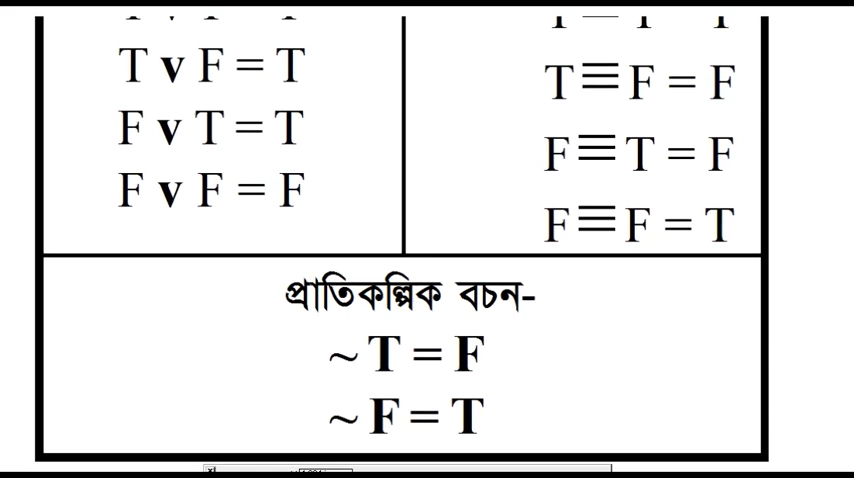 T v F = T
F v T = T
F v F = F
T ≡ F = F
F ≡ T = F
F ≡ F = T
প্রাতিকল্পিক বচন-
~ T = F
~ F = T